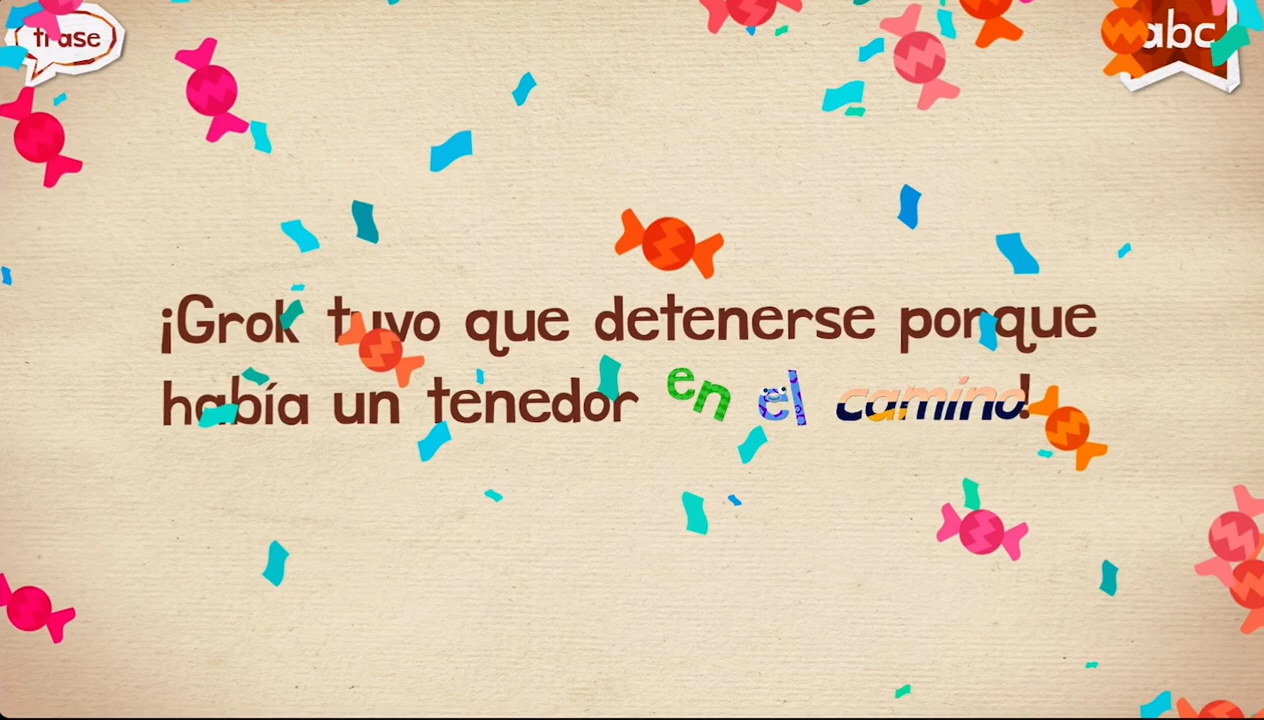 frase
abc
¡Grok tuvo que detenerse porque
había un tenedor en el camino!